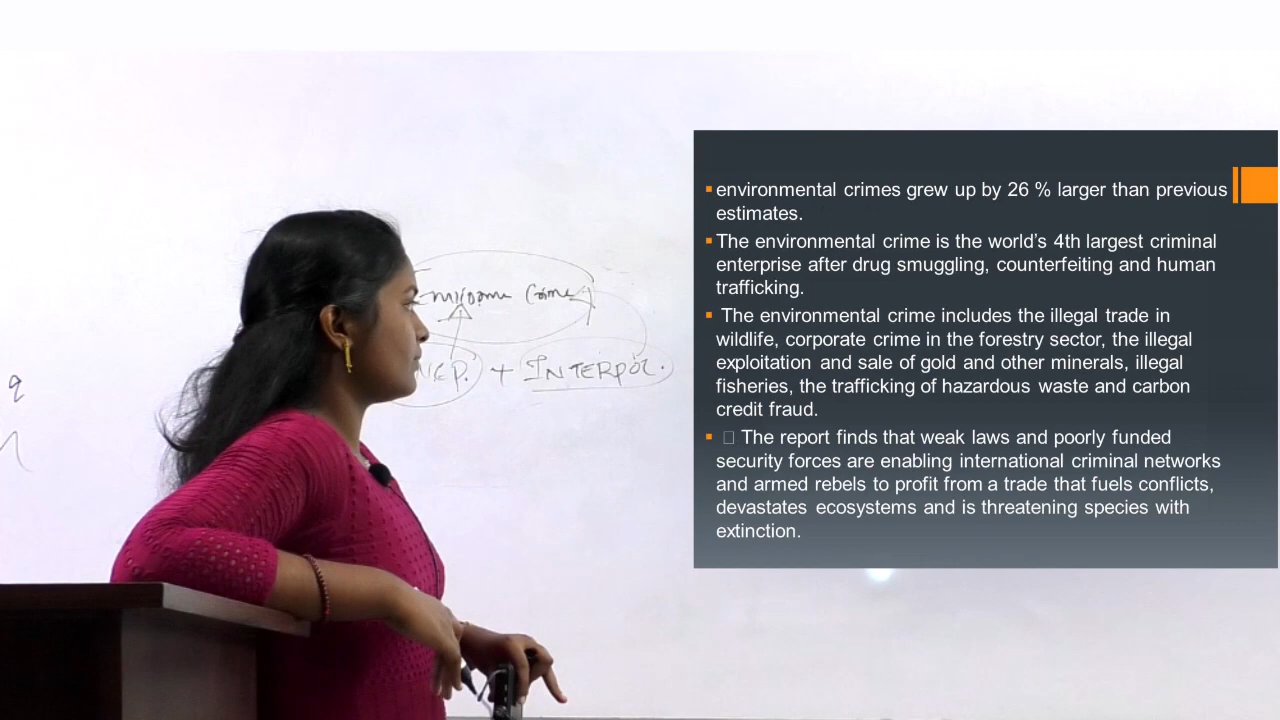 Crime
+ INTERPOL.
q
environmental crimes grew up by 26 % larger than previous
estimates.
The environmental crime is the world’s 4th largest criminal
enterprise after drug smuggling, counterfeiting and human
trafficking.
The environmental crime includes the illegal trade in
wildlife, corporate crime in the forestry sector, the illegal
exploitation and sale of gold and other minerals, illegal
fisheries, the trafficking of hazardous waste and carbon
credit fraud.
The report finds that weak laws and poorly funded
security forces are enabling international criminal networks
and armed rebels to profit from a trade that fuels conflicts,
devastates ecosystems and is threatening species with
extinction.